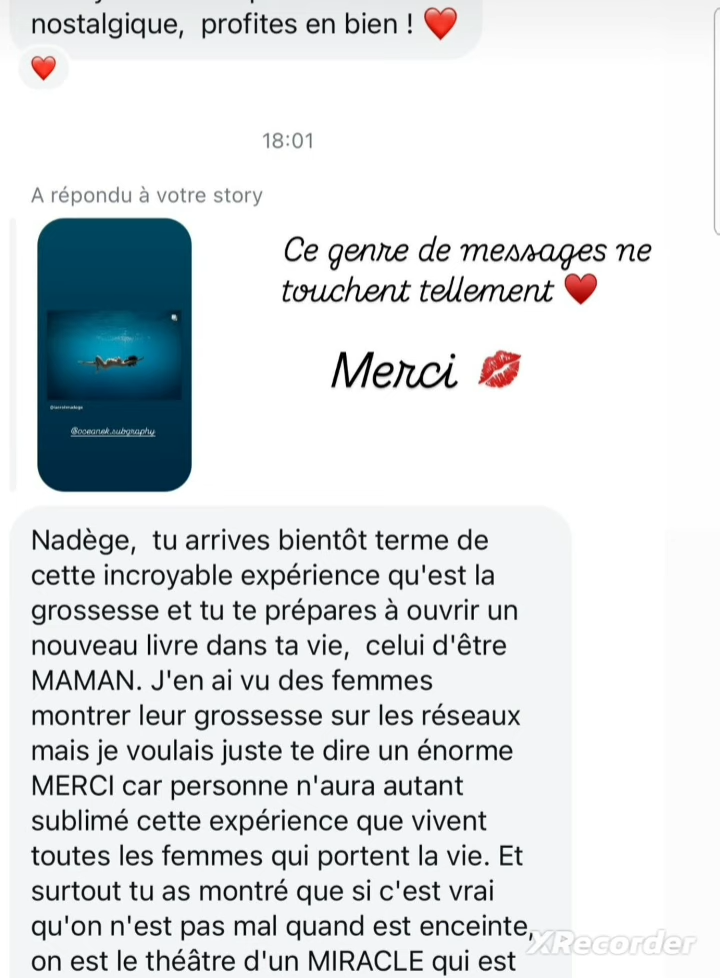 nostalgique, profites en bien ! ❤️
❤️
18:01
A répondu à votre story
Ce genre de messages ne
touchent tellement ♥️
Merci 💋
@oceanek.subgraphy
Nadège, tu arrives bientôt terme de
cette incroyable expérience qu'est la
grossesse et tu te prépares à ouvrir un
nouveau livre dans ta vie, celui d'être
MAMAN. J'en ai vu des femmes
montrer leur grossesse sur les réseaux
mais je voulais juste te dire un énorme
MERCI car personne n'aura autant
sublimé cette expérience que vivent
toutes les femmes qui portent la vie. Et
surtout tu as montré que si c'est vrai
qu'on n'est pas mal quand est enceinte,
on est le théâtre d'un MIRACLE qui est
XRecorder